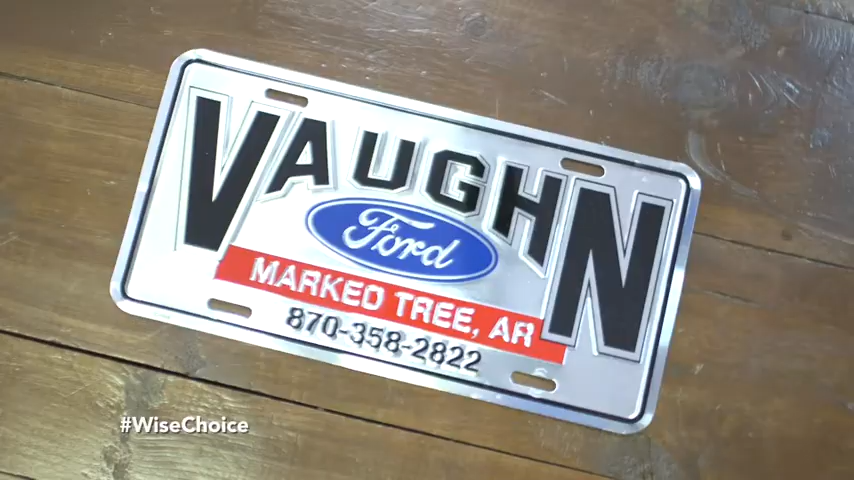 VAUGHN
Ford
MARKED TREE, AR
870-358-2822
#WiseChoice